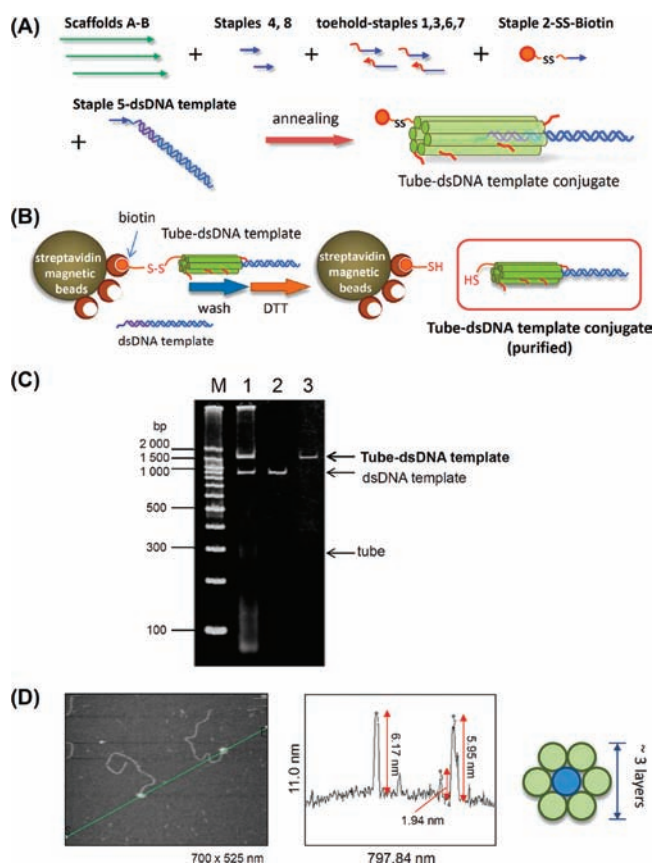 (A)
Scaffolds A-B
+
Staples 4, 8
+
toehold-staples 1,3,6,7
+
Staple 2-SS-Biotin
SS
+
Staple 5-dsDNA template
annealing
SS
Tube-dsDNA template conjugate
(B)
biotin
streptavidin
magnetic
beads
S-S
Tube-dsDNA template
wash
DTT
dsDNA template
streptavidin
magnetic
beads
SH
HS
Tube-dsDNA template conjugate
(purified)
(C)
M 1 2 3
bp
2 000
1 500
1 000
500
300
100
Tube-dsDNA template
dsDNA template
tube
(D)
700 x 525 nm
11.0 nm
6.17 nm
1.94 nm
5.95 nm
797.84 nm
~ 3 layers